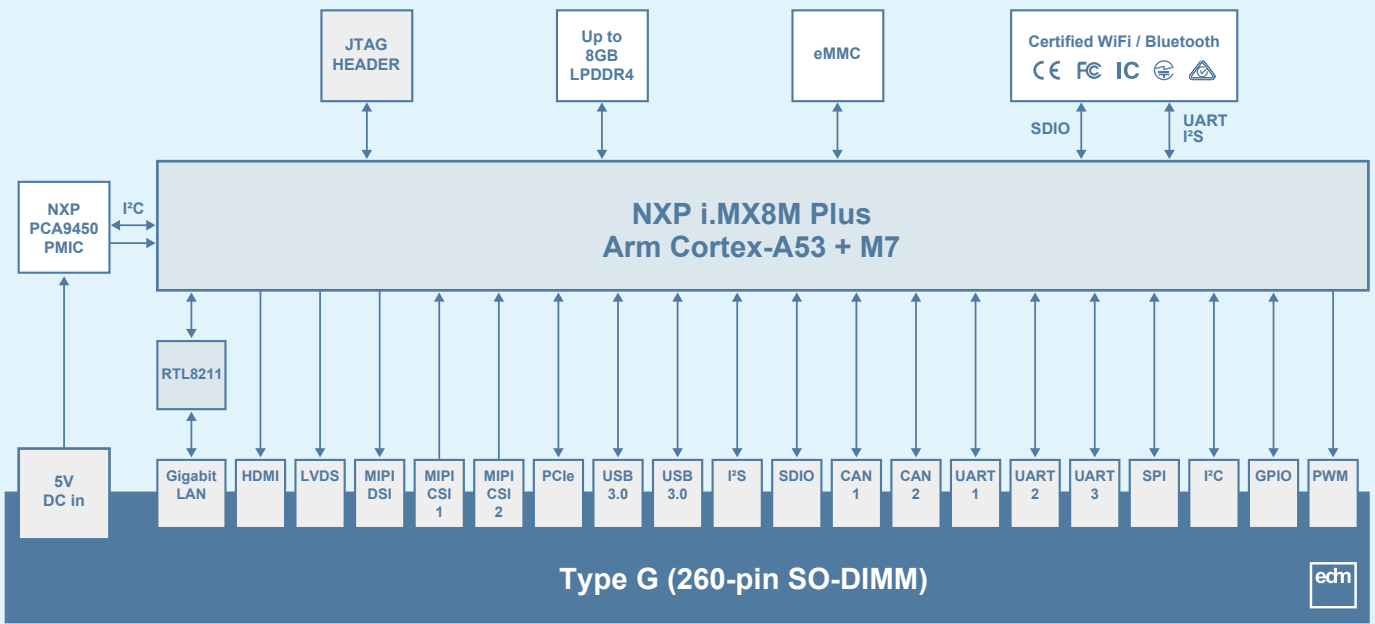 JTAG
HEADER
Up to
8GB
LPDDR4
eMMC
Certified WiFi / Bluetooth
CE FC IC
SDIO
UART
I²S
NXP
PCA9450
PMIC
I²C
NXP i.MX8M Plus
Arm Cortex-A53 + M7
RTL8211
5V
DC in
Gigabit
LAN
HDMI
LVDS
MIPI
DSI
MIPI
CSI
1
MIPI
CSI
2
PCIe
USB
3.0
USB
3.0
I²S
SDIO
CAN
1
CAN
2
UART
1
UART
2
UART
3
SPI
I²C
GPIO
PWM
Type G (260-pin SO-DIMM)
edm